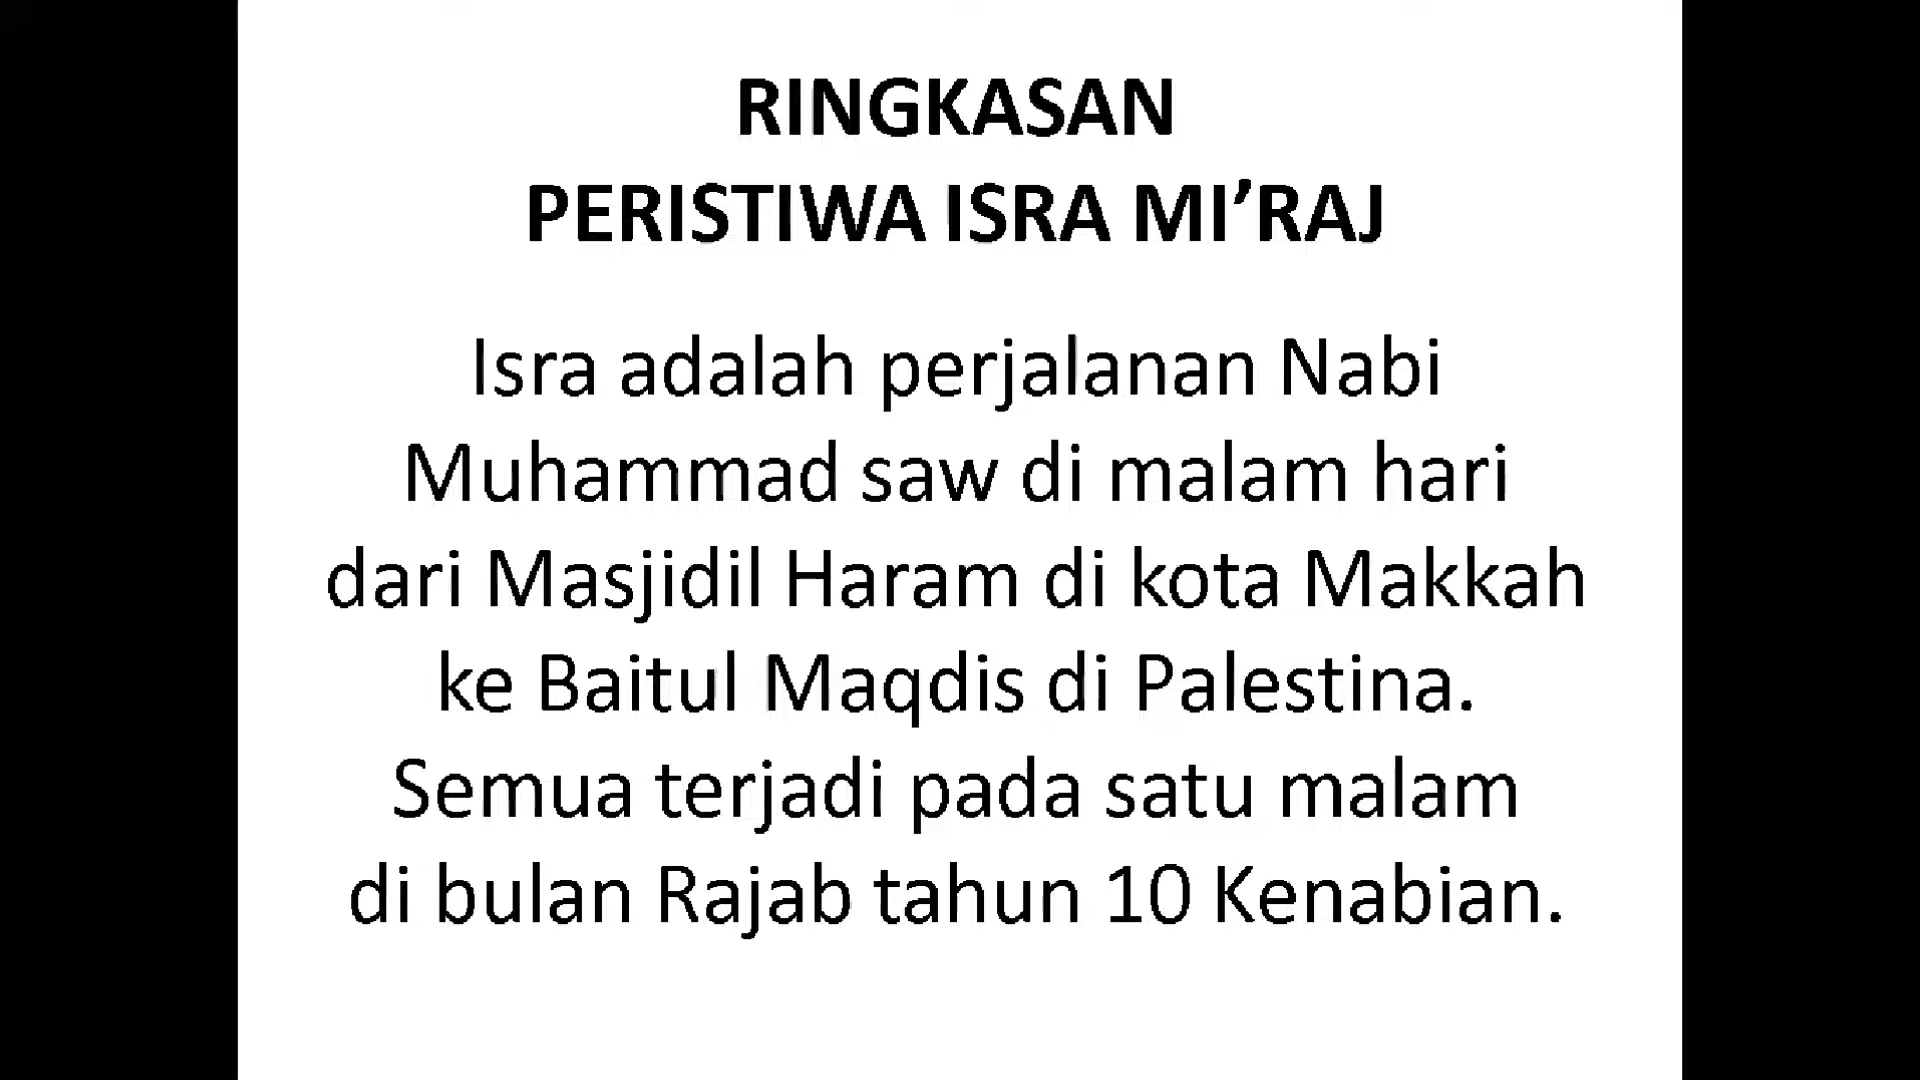 RINGKASAN
PERISTIWA ISRA MI’RAJ
Isra adalah perjalanan Nabi
Muhammad saw di malam hari
dari Masjidil Haram di kota Makkah
ke Baitul Maqdis di Palestina.
Semua terjadi pada satu malam
di bulan Rajab tahun 10 Kenabian.